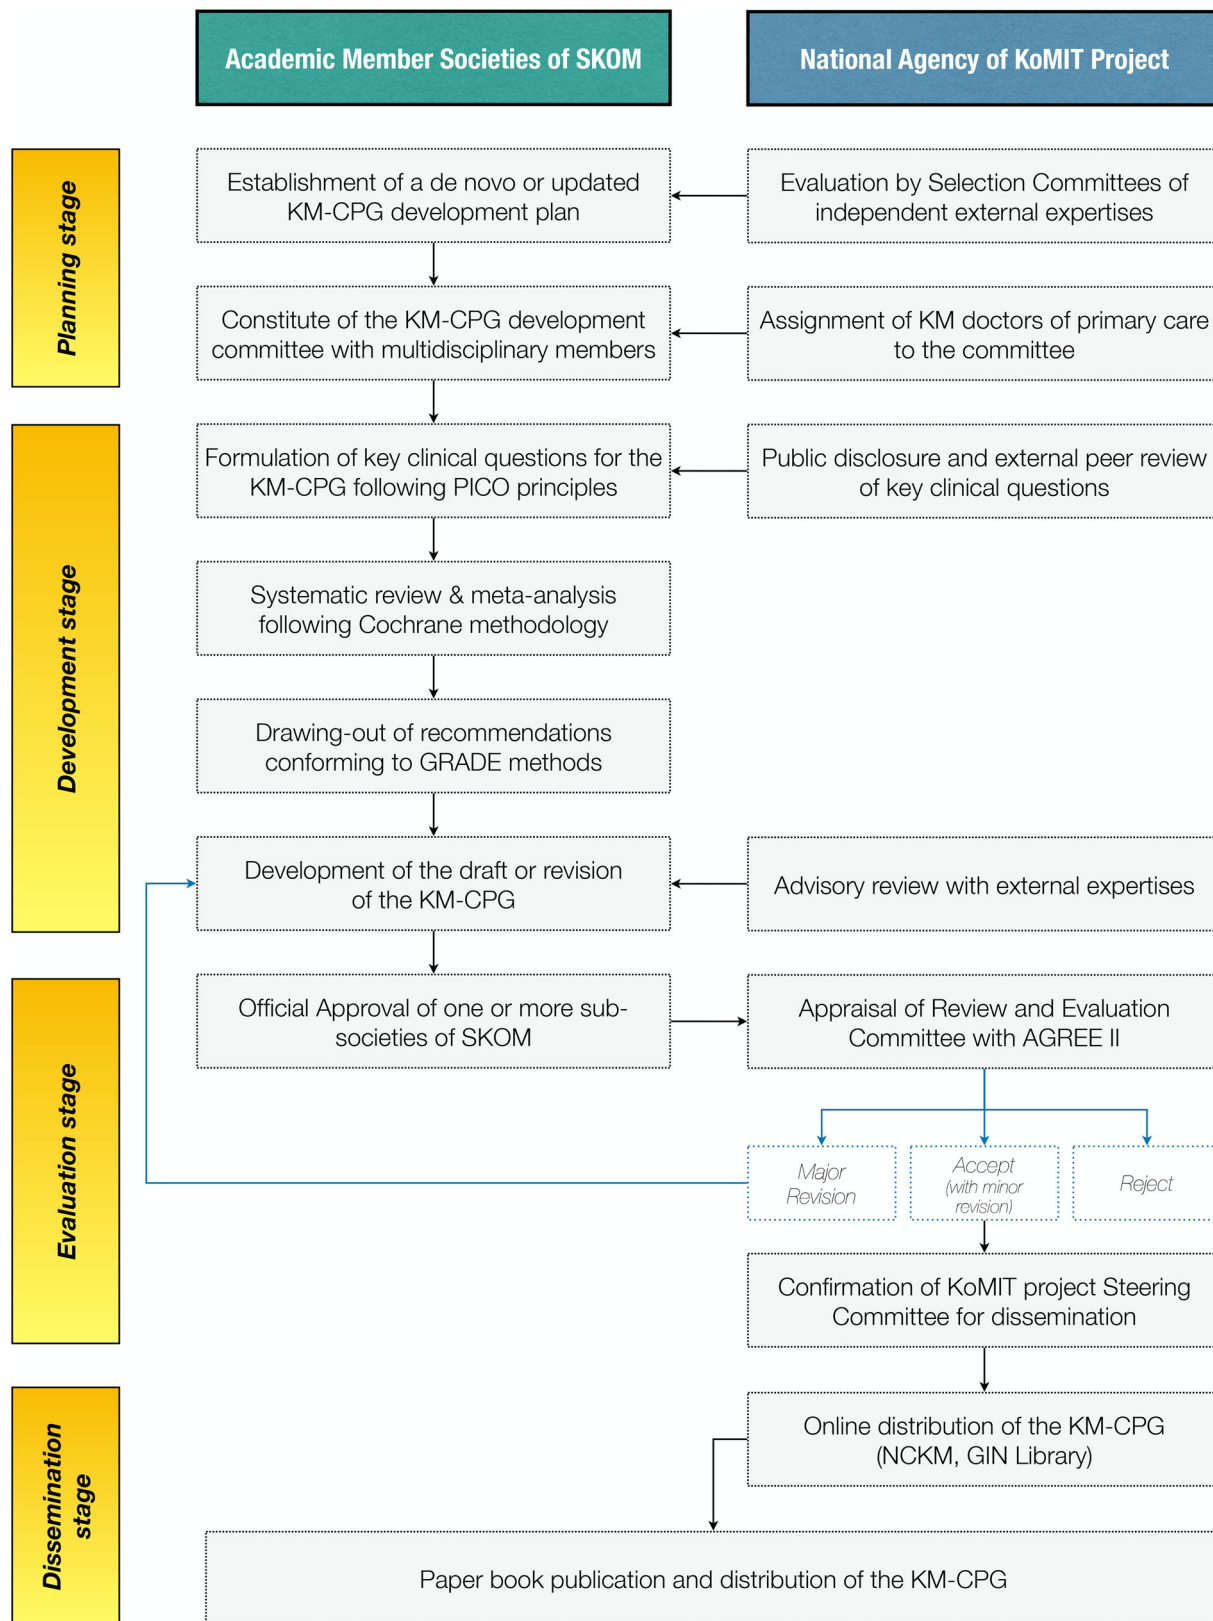 Academic Member Societies of SKOM
National Agency of KoMIT Project
Planning stage
Establishment of a de novo or updated
KM-CPG development plan
Evaluation by Selection Committees of
independent external expertises
Constitute of the KM-CPG development
committee with multidisciplinary members
Assignment of KM doctors of primary care
to the committee
Development stage
Formulation of key clinical questions for the
KM-CPG following PICO principles
Public disclosure and external peer review
of key clinical questions
Systematic review & meta-analysis
following Cochrane methodology
Drawing-out of recommendations
conforming to GRADE methods
Development of the draft or revision
of the KM-CPG
Advisory review with external expertises
Evaluation stage
Official Approval of one or more sub-
societies of SKOM
Appraisal of Review and Evaluation
Committee with AGREE II
Major
Revision
Accept
(with minor
revision)
Reject
Confirmation of KoMIT project Steering
Committee for dissemination
Dissemination
stage
Online distribution of the KM-CPG
(NCKM, GIN Library)
Paper book publication and distribution of the KM-CPG